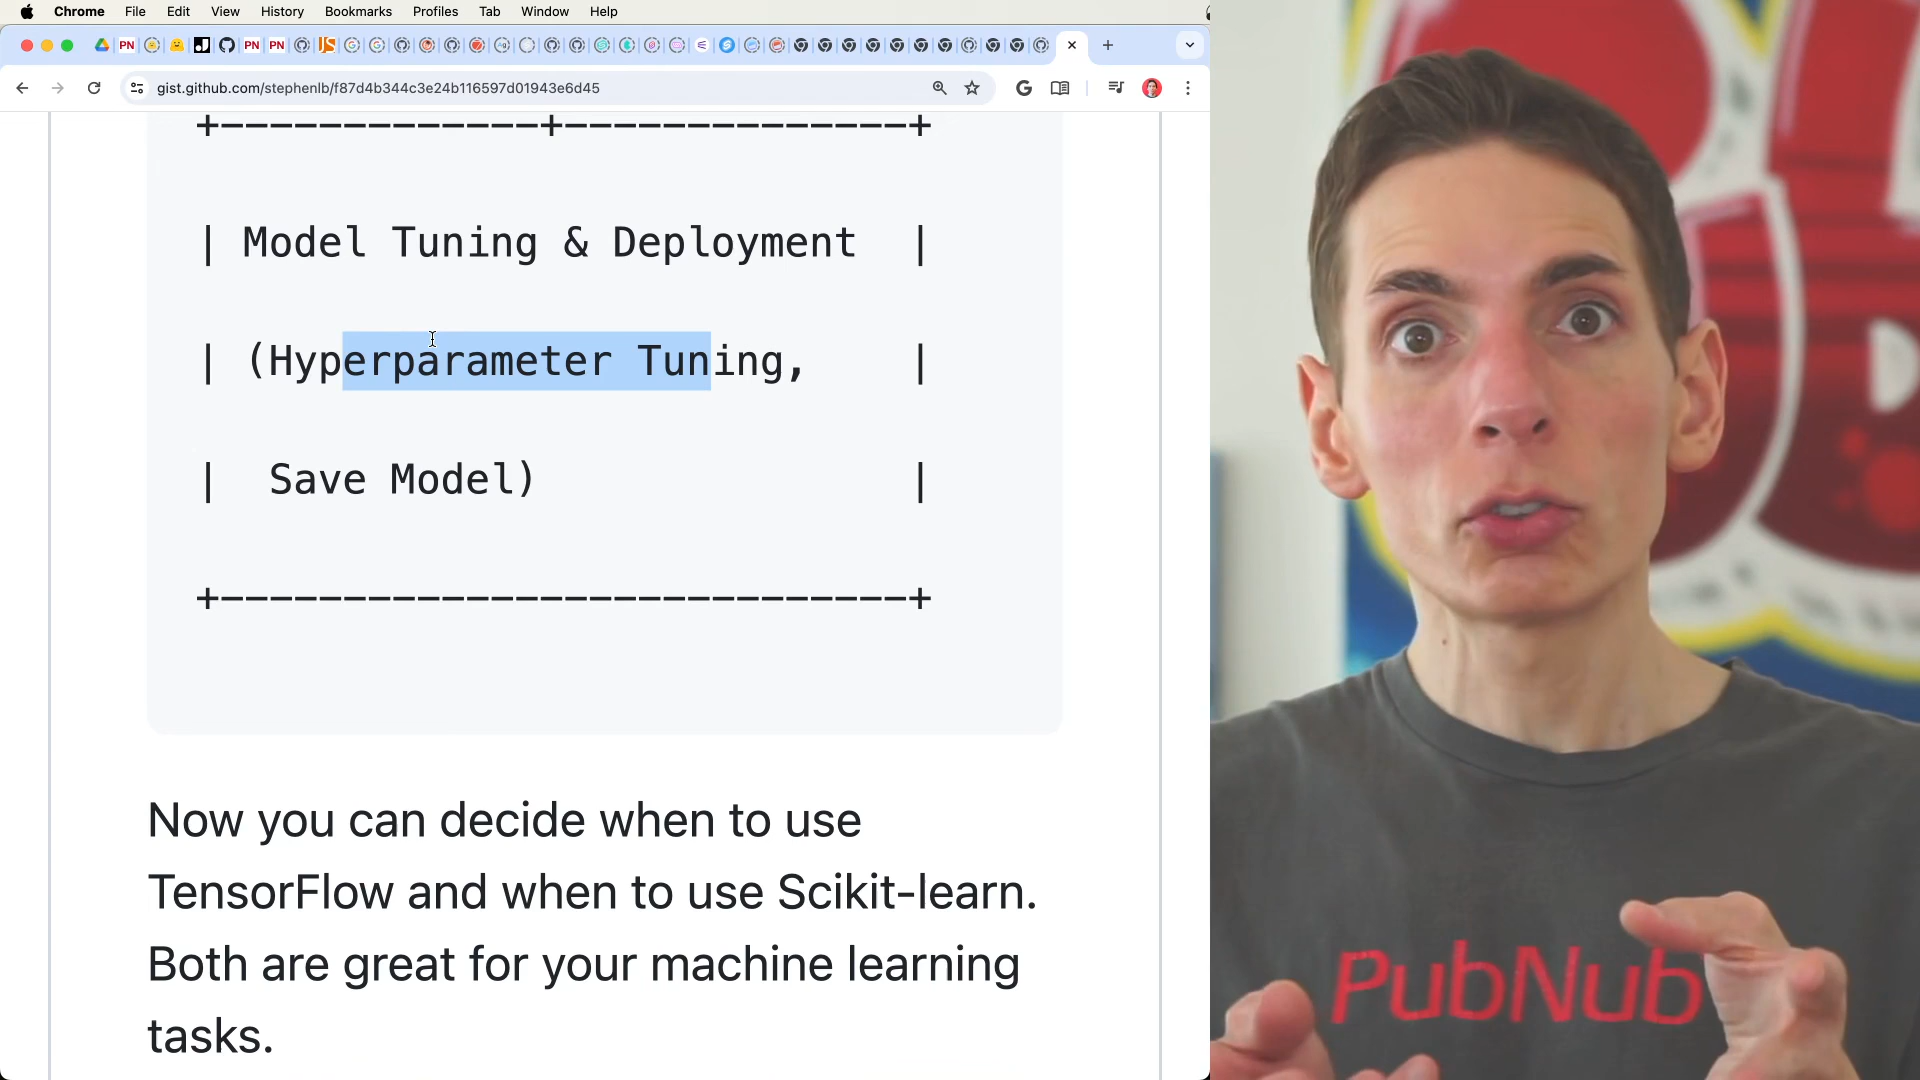 Chrome File Edit View History Bookmarks Profiles Tab Window Help
gist.github.com/stephenlb/f87d4b344c3e24b116597d01943e6d45
+-------------+--------------+
| Model Tuning & Deployment |
| (Hyperparameter Tuning, |
| Save Model) |
+----------------------------+
Now you can decide when to use
TensorFlow and when to use Scikit-learn.
Both are great for your machine learning
tasks.
PubNub